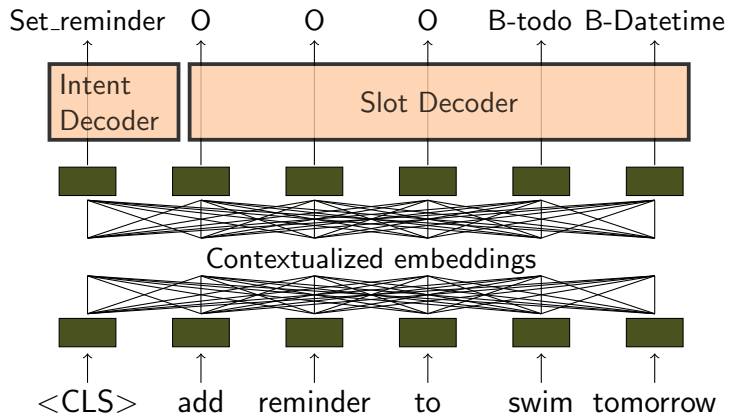 Set_reminder O O O B-todo B-Datetime
Intent
Decoder
Slot Decoder
Contextualized embeddings
<CLS> add reminder to swim tomorrow